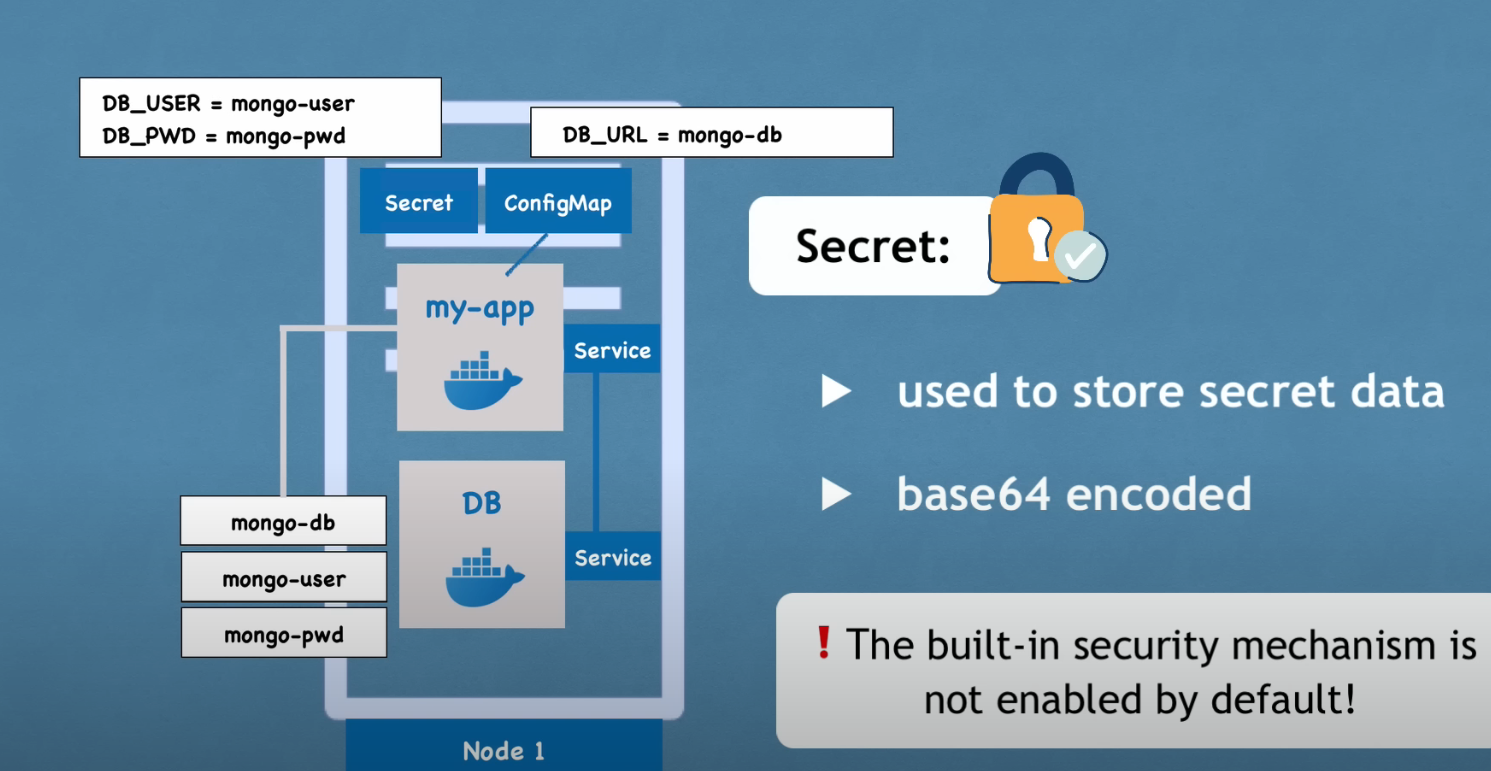 DB_USER = mongo-user
DB_PWD = mongo-pwd
DB_URL = mongo-db
Secret
ConfigMap
my-app
Service
DB
Service
mongo-db
mongo-user
mongo-pwd
Node 1
Secret:
used to store secret data
base64 encoded
! The built-in security mechanism is
not enabled by default!